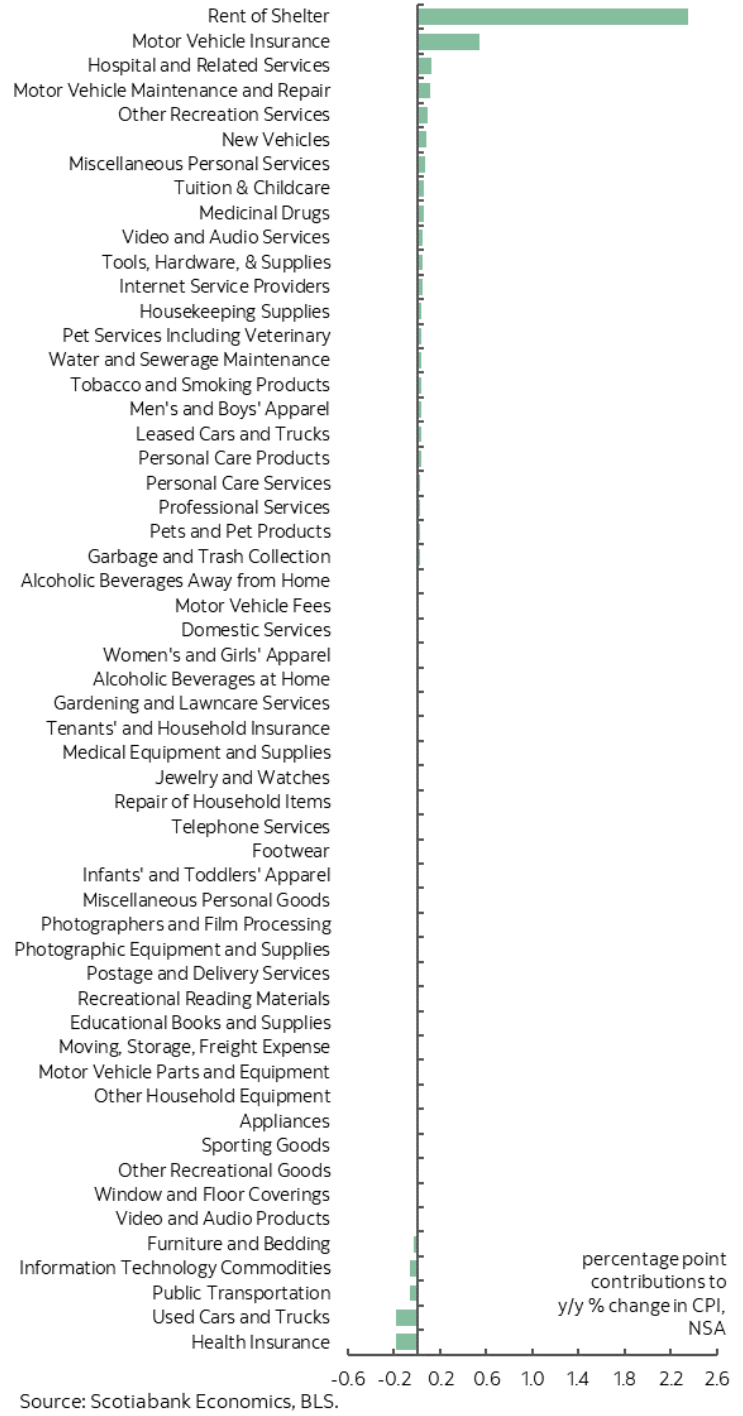 Rent of Shelter
Motor Vehicle Insurance
Hospital and Related Services
Motor Vehicle Maintenance and Repair
Other Recreation Services
New Vehicles
Miscellaneous Personal Services
Tuition & Childcare
Medicinal Drugs
Video and Audio Services
Tools, Hardware, & Supplies
Internet Service Providers
Housekeeping Supplies
Pet Services Including Veterinary
Water and Sewerage Maintenance
Tobacco and Smoking Products
Men's and Boys' Apparel
Leased Cars and Trucks
Personal Care Products
Personal Care Services
Professional Services
Pets and Pet Products
Garbage and Trash Collection
Alcoholic Beverages Away from Home
Motor Vehicle Fees
Domestic Services
Women's and Girls' Apparel
Alcoholic Beverages at Home
Gardening and Lawncare Services
Tenants' and Household Insurance
Medical Equipment and Supplies
Jewelry and Watches
Repair of Household Items
Telephone Services
Footwear
Infants' and Toddlers' Apparel
Miscellaneous Personal Goods
Photographers and Film Processing
Photographic Equipment and Supplies
Postage and Delivery Services
Recreational Reading Materials
Educational Books and Supplies
Moving, Storage, Freight Expense
Motor Vehicle Parts and Equipment
Other Household Equipment
Appliances
Sporting Goods
Other Recreational Goods
Window and Floor Coverings
Video and Audio Products
Furniture and Bedding
Information Technology Commodities
Public Transportation
Used Cars and Trucks
Health Insurance
percentage point
contributions to
y/y % change in CPI,
NSA
-0.6 -0.2 0.2 0.6 1.0 1.4 1.8 2.2 2.6
Source: Scotiabank Economics, BLS.